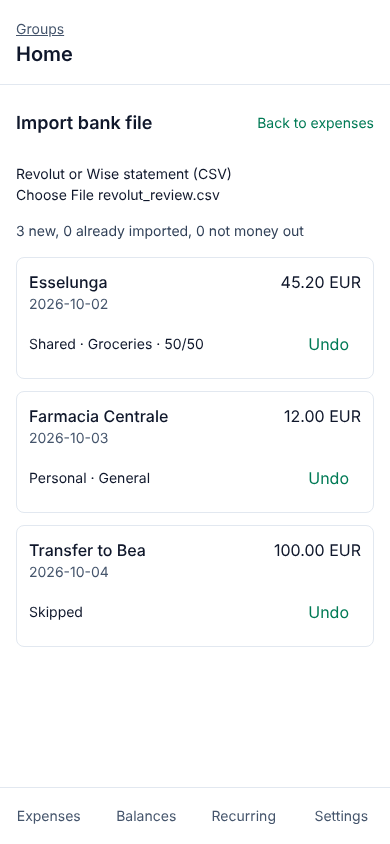 Groups
Home
Import bank file
Back to expenses
Revolut or Wise statement (CSV)
Choose File revolut_review.csv
3 new, 0 already imported, 0 not money out
Esselunga 45.20 EUR
2026-10-02
Shared · Groceries · 50/50 Undo
Farmacia Centrale 12.00 EUR
2026-10-03
Personal · General Undo
Transfer to Bea 100.00 EUR
2026-10-04
Skipped Undo
Expenses Balances Recurring Settings